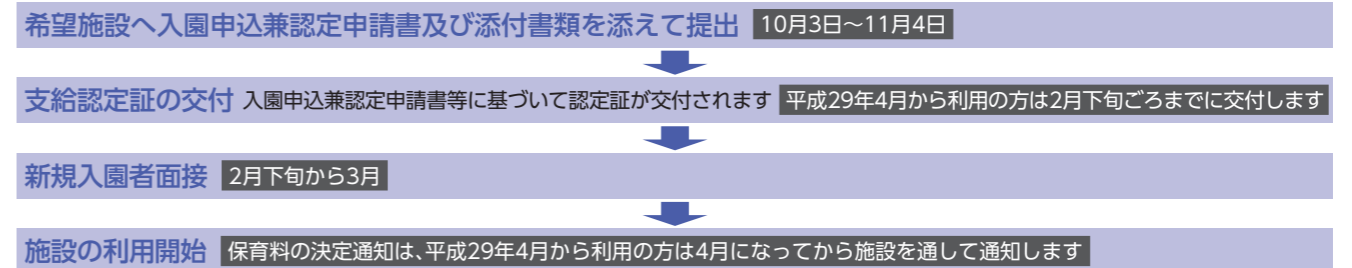 希望施設へ入園申込兼認定申請書及び添付書類を添えて提出 10月3日～11月4日
支給認定証の交付 入園申込兼認定申請書等に基づいて認定証が交付されます 平成29年4月から利用の方は2月下旬ごろまでに交付します
新規入園者面接 2月下旬から3月
施設の利用開始 保育料の決定通知は、平成29年4月から利用の方は4月になってから施設を通して通知します